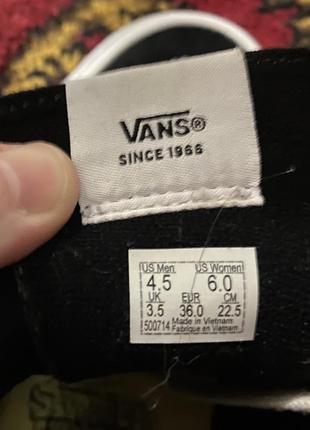 VANS®
SINCE 1966
US Men US Women
4.5 6.0
UK EUR CM
3.5 36.0 22.5
500714 Made in Vietnam
Fabriqué en Vietnam